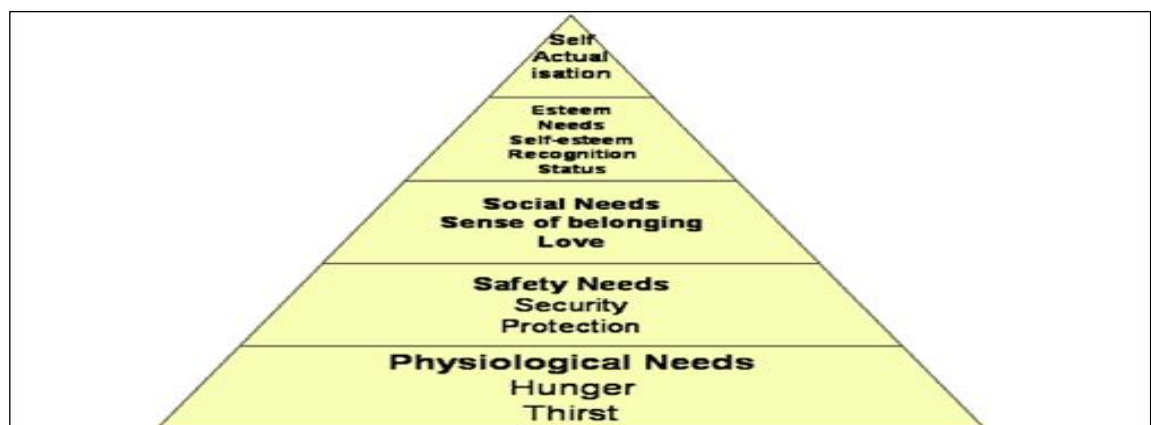 Self
Actual
isation
Esteem
Needs
Self-esteem
Recognition
Status
Social Needs
Sense of belonging
Love
Safety Needs
Security
Protection
Physiological Needs
Hunger
Thirst